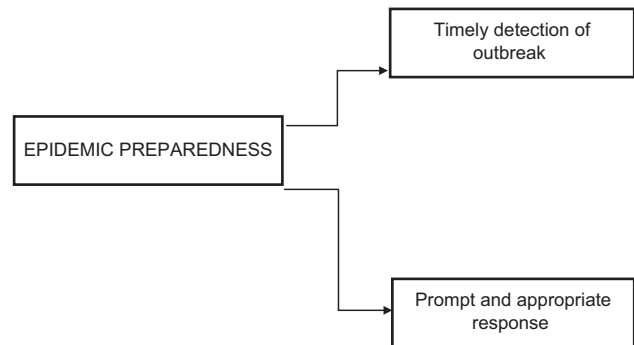 Timely detection of
outbreak
EPIDEMIC PREPAREDNESS
Prompt and appropriate
response